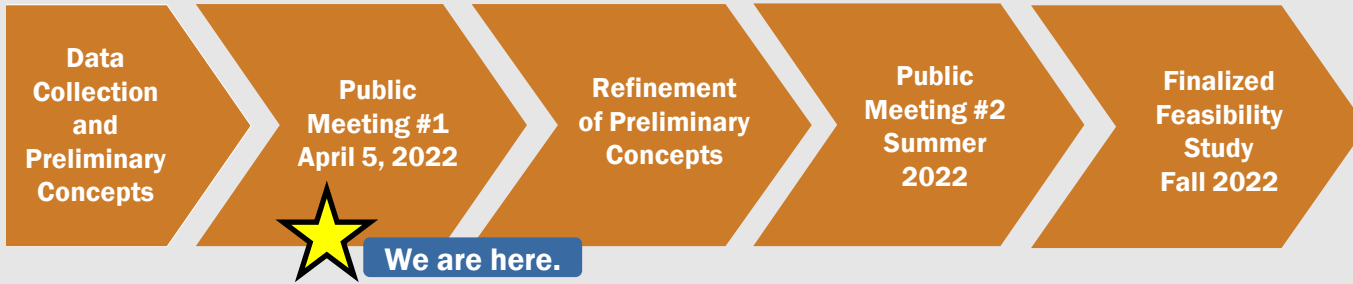 Data
Collection
and
Preliminary
Concepts
Public
Meeting #1
April 5, 2022
Refinement
of Preliminary
Concepts
Public
Meeting #2
Summer
2022
Finalized
Feasibility
Study
Fall 2022
We are here.